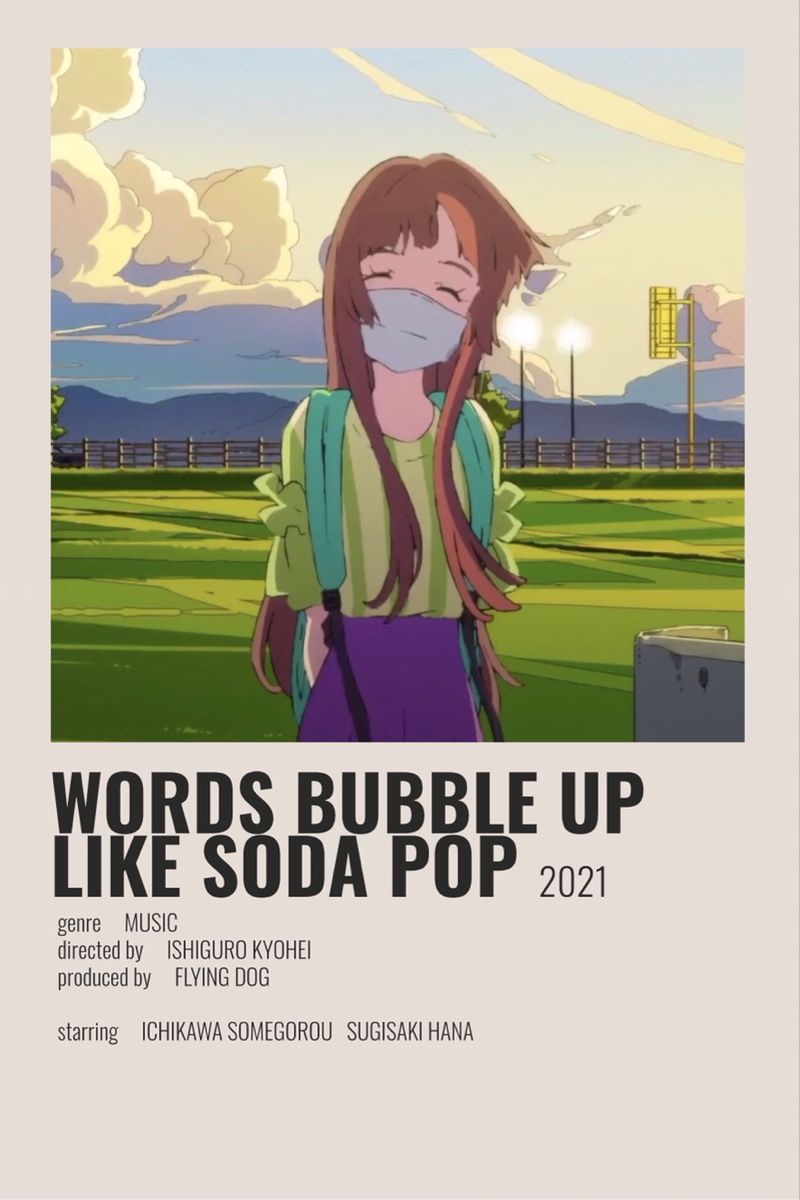 WORDS BUBBLE UP
LIKE SODA POP 2021
genre MUSIC
directed by ISHIGURO KYOHEI
produced by FLYING DOG
starring ICHIKAWA SOMEGOROU SUGISAKI HANA